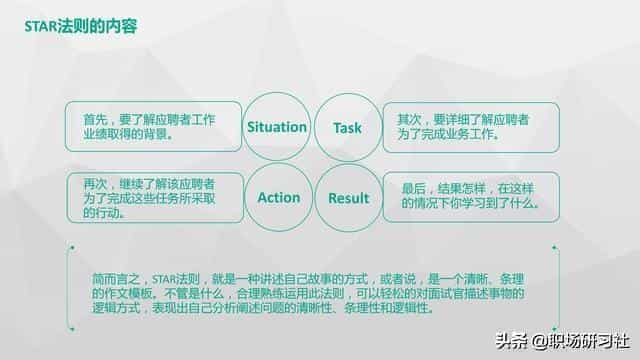 STAR法则的内容
首先，要了解应聘者工作
业绩取得的背景。
Situation
Task
其次，要详细了解应聘者
为了完成业务工作。
再次，继续了解该应聘者
为了完成这些任务所采取
的行动。
Action
Result
最后，结果怎样，在这样
的情况下你学习到了什么。
简而言之，STAR法则，就是一种讲述自己故事的方式，或者说，是一个清晰、条理
的作文模板。不管是什么，合理熟练运用此法则，可以轻松的对面试官描述事物的
逻辑方式，表现出自己分析阐述问题的清晰性、条理性和逻辑性。
头条@职场研习社